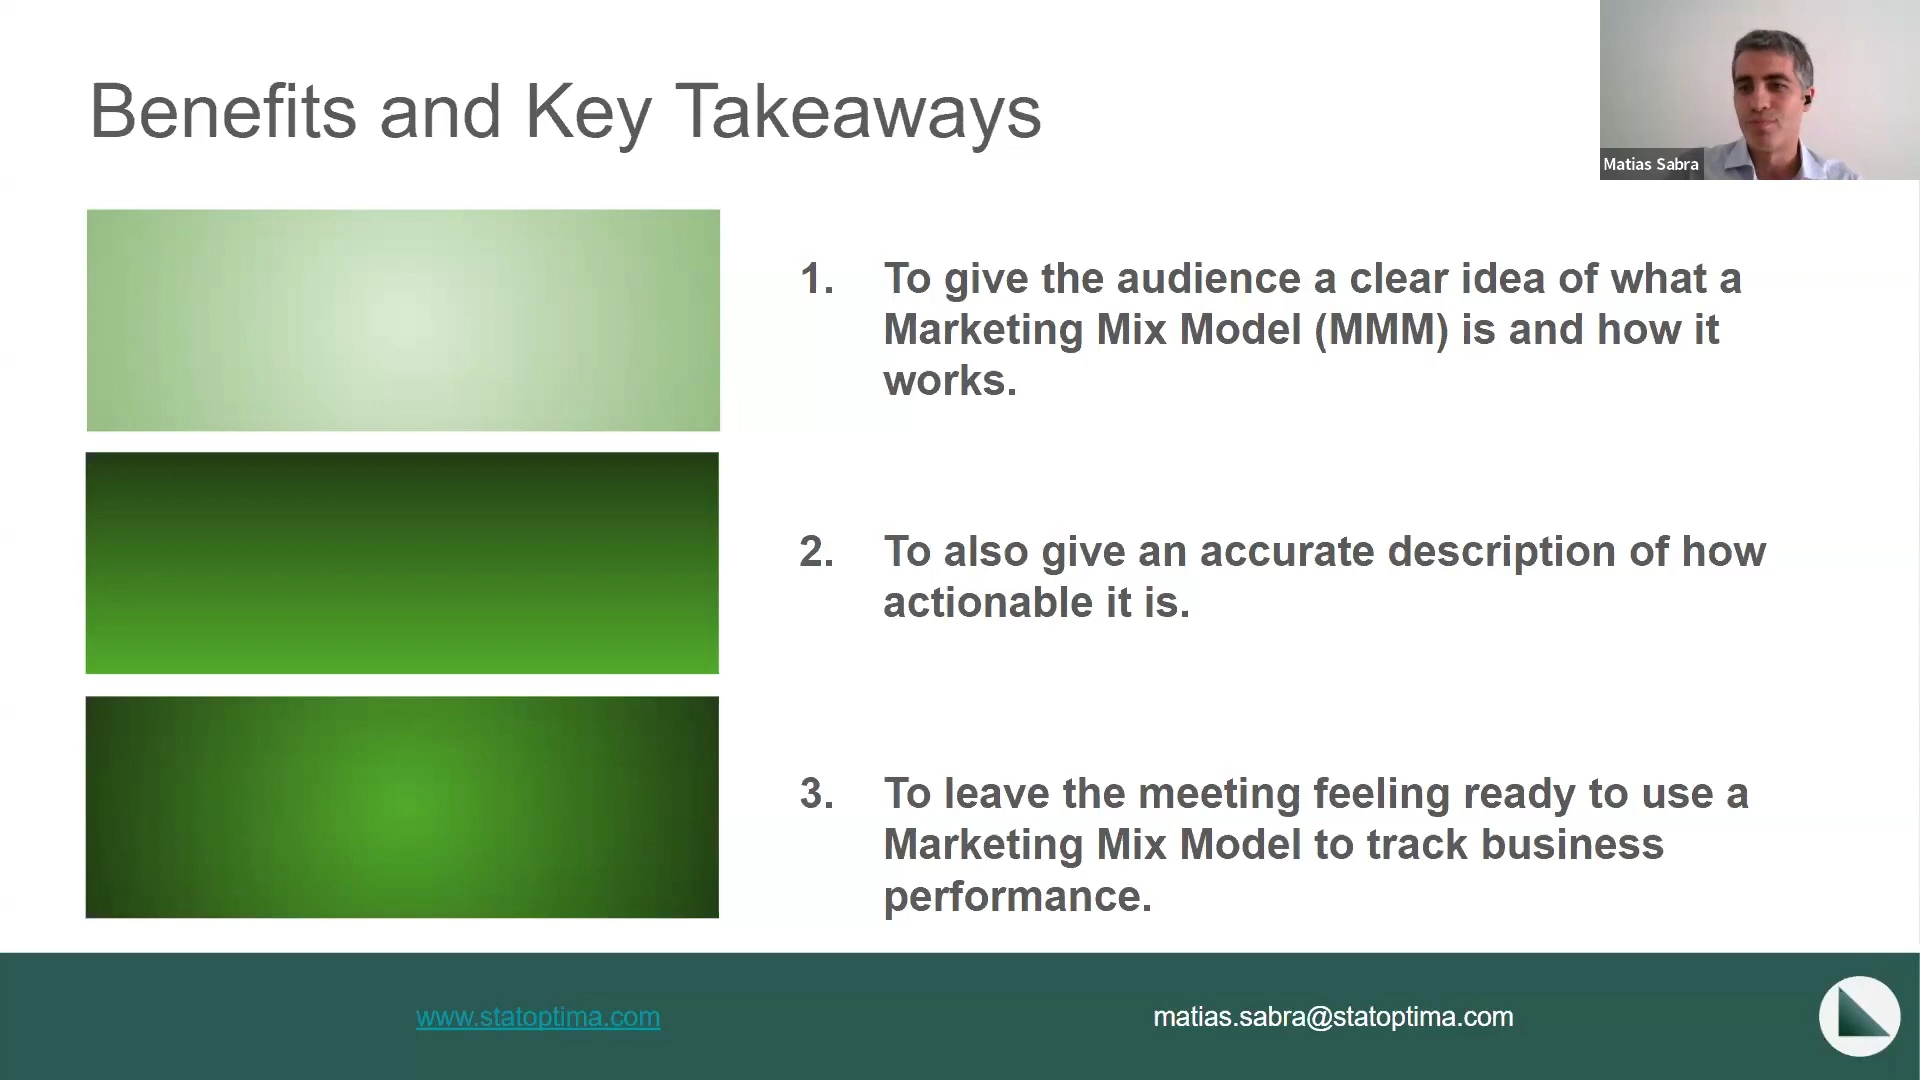 Benefits and Key Takeaways
Matias Sabra
1. To give the audience a clear idea of what a
Marketing Mix Model (MMM) is and how it
works.
2. To also give an accurate description of how
actionable it is.
3. To leave the meeting feeling ready to use a
Marketing Mix Model to track business
performance.
www.statoptima.com
matias.sabra@statoptima.com